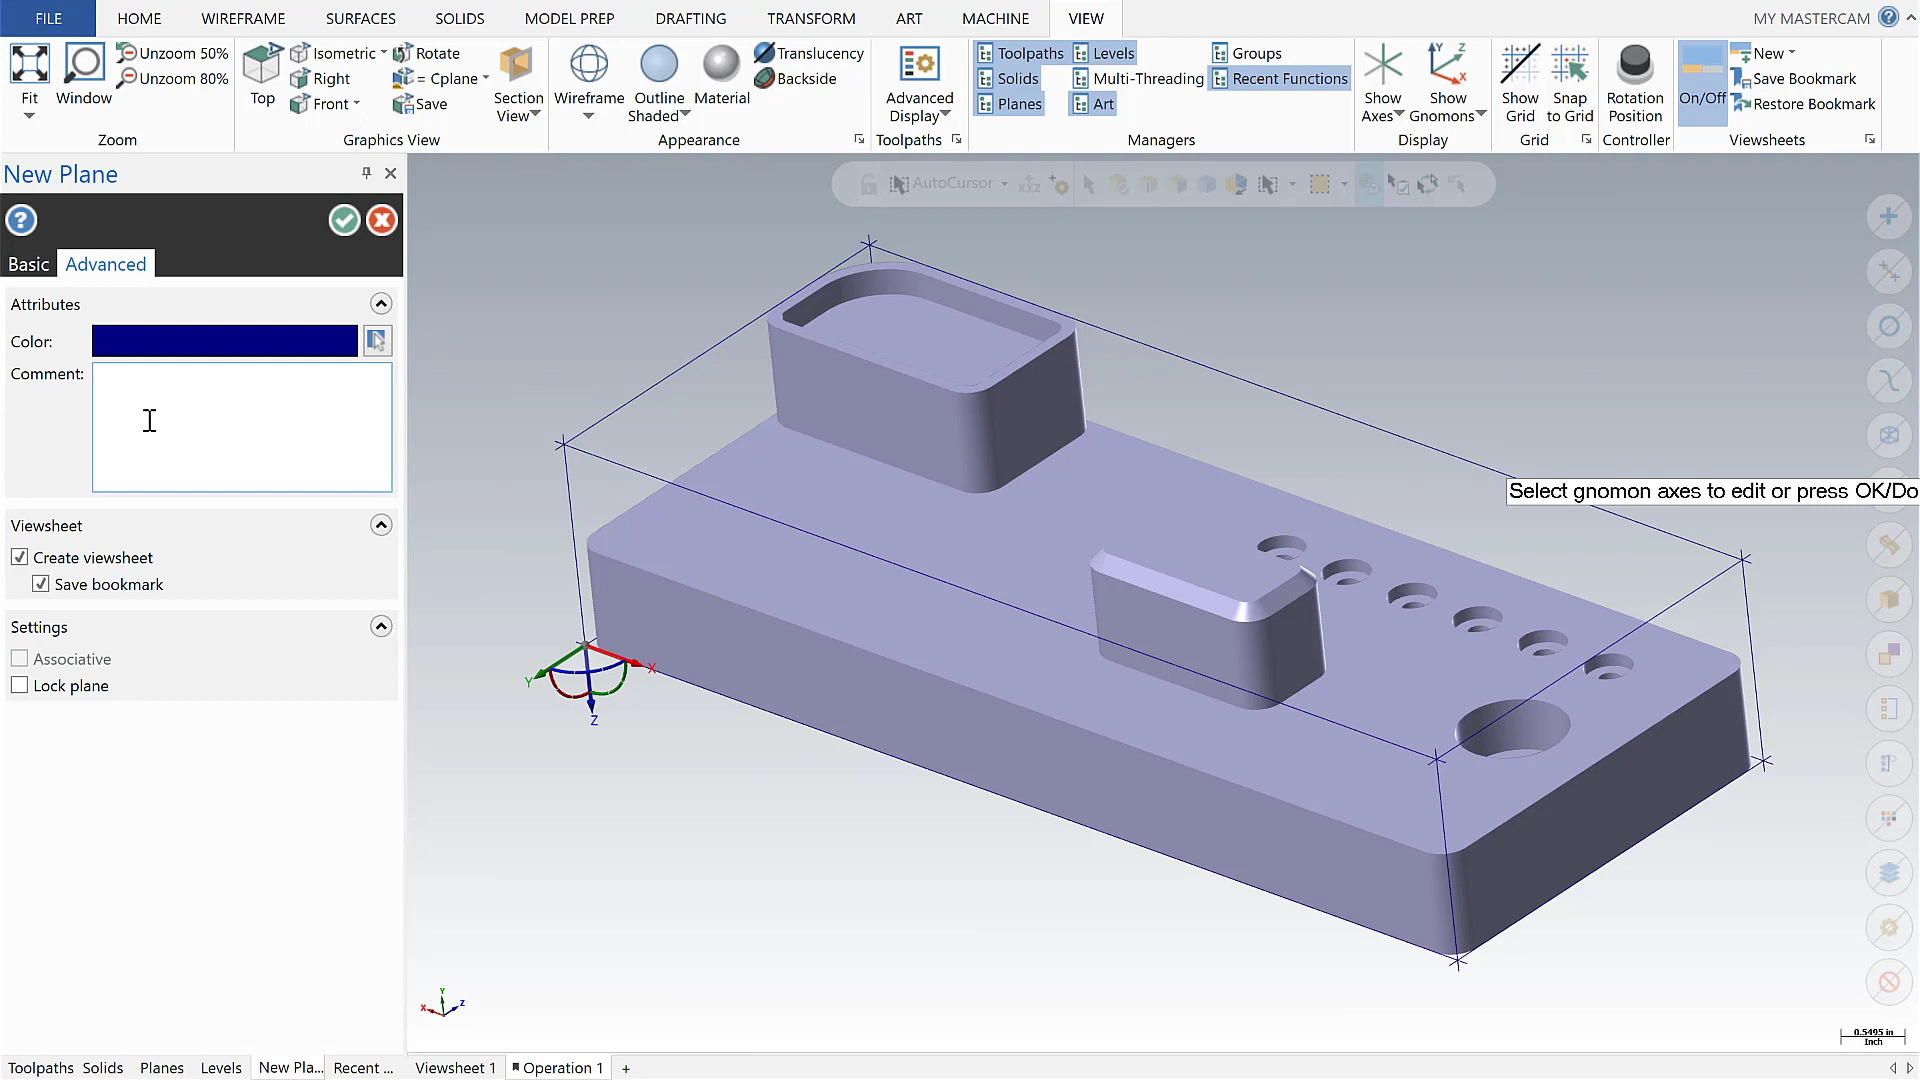 FILE HOME WIREFRAME SURFACES SOLIDS MODEL PREP DRAFTING TRANSFORM ART MACHINE VIEW MY MASTERCAM
Fit
Window
Unzoom 50%
Unzoom 80%
Zoom
Top
Isometric
Right
Front
Rotate
= Cplane
Save
Section
View
Graphics View
Wireframe
Outline
Shaded
Material
Translucency
Backside
Appearance
Advanced
Display
Toolpaths
Toolpaths Levels Groups
Solids Multi-Threading Recent Functions
Planes Art
Managers
Show
Axes
Show
Gnomons
Display
Show
Grid
Snap
to Grid
Grid
Rotation
Position
Controller
On/Off
New
Save Bookmark
Restore Bookmark
Viewsheets
New Plane
Basic Advanced
Attributes
Color:
Comment:
Viewsheet
Create viewsheet
Save bookmark
Settings
Associative
Lock plane
AutoCursor
Select gnomon axes to edit or press OK/Do
X
Y
Z
Y
X
Z
0.5495 in
Inch
Toolpaths Solids Planes Levels New Pla... Recent ... Viewsheet 1 Operation 1 +